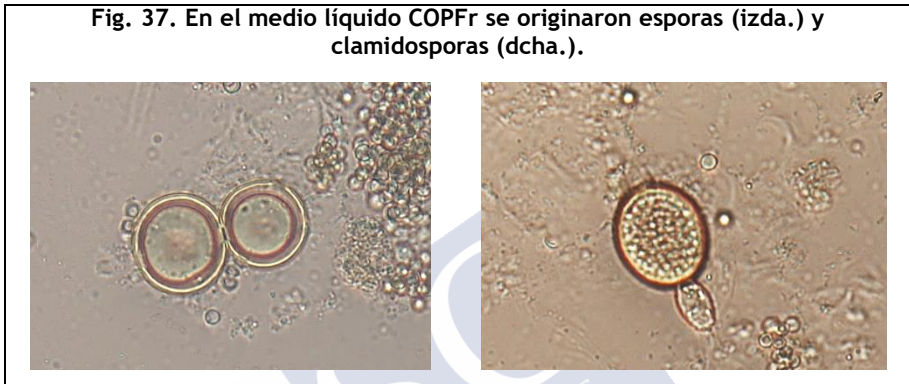 Fig. 37. En el medio líquido COPFr se originaron esporas (izda.) y
clamidosporas (dcha.).